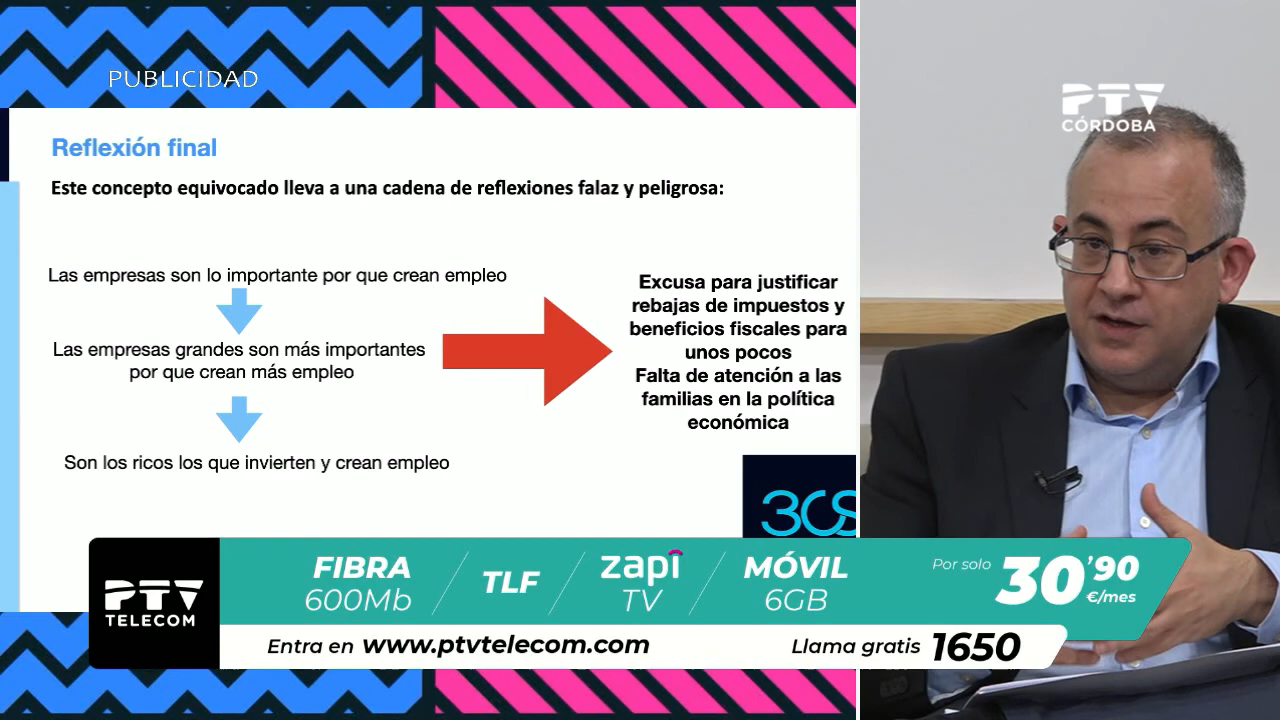 PUBLICIDAD
PTV
CÓRDOBA
Reflexión final
Este concepto equivocado lleva a una cadena de reflexiones falaz y peligrosa:
Las empresas son lo importante por que crean empleo
Las empresas grandes son más importantes
por que crean más empleo
Son los ricos los que invierten y crean empleo
Excusa para justificar
rebajas de impuestos y
beneficios fiscales para
unos pocos
Falta de atención a las
familias en la política
económica
PTV
TELECOM
FIBRA
600Mb
TLF
zapi
TV
MÓVIL
6GB
Por solo
30'90
€/mes
Entra en www.ptvtelecom.com
Llama gratis 1650